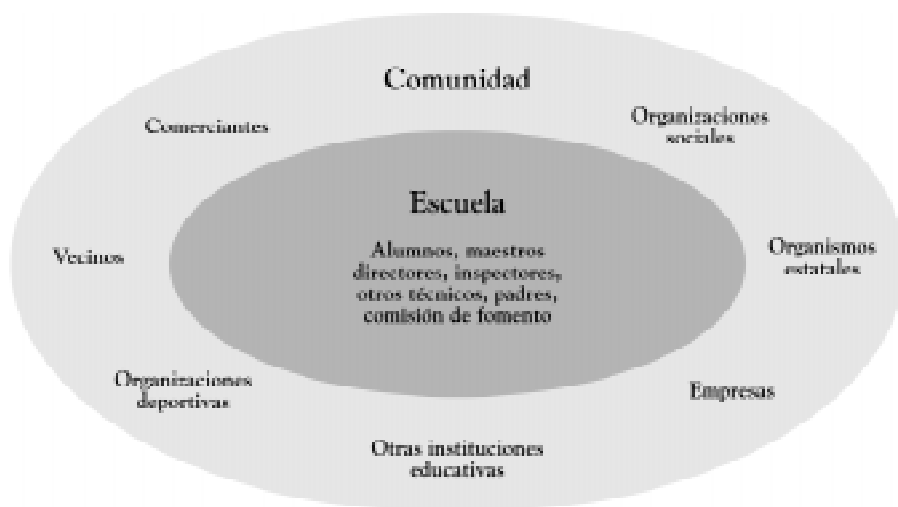 Comunidad
Comerciantes
Organizaciones
sociales
Escuela
Vecinos
Alumnos, maestros
directores, inspectores,
otros técnicos, padres,
comisión de fomento
Organismos
estatales
Organizaciones
deportivas
Empresas
Otras instituciones
educativas